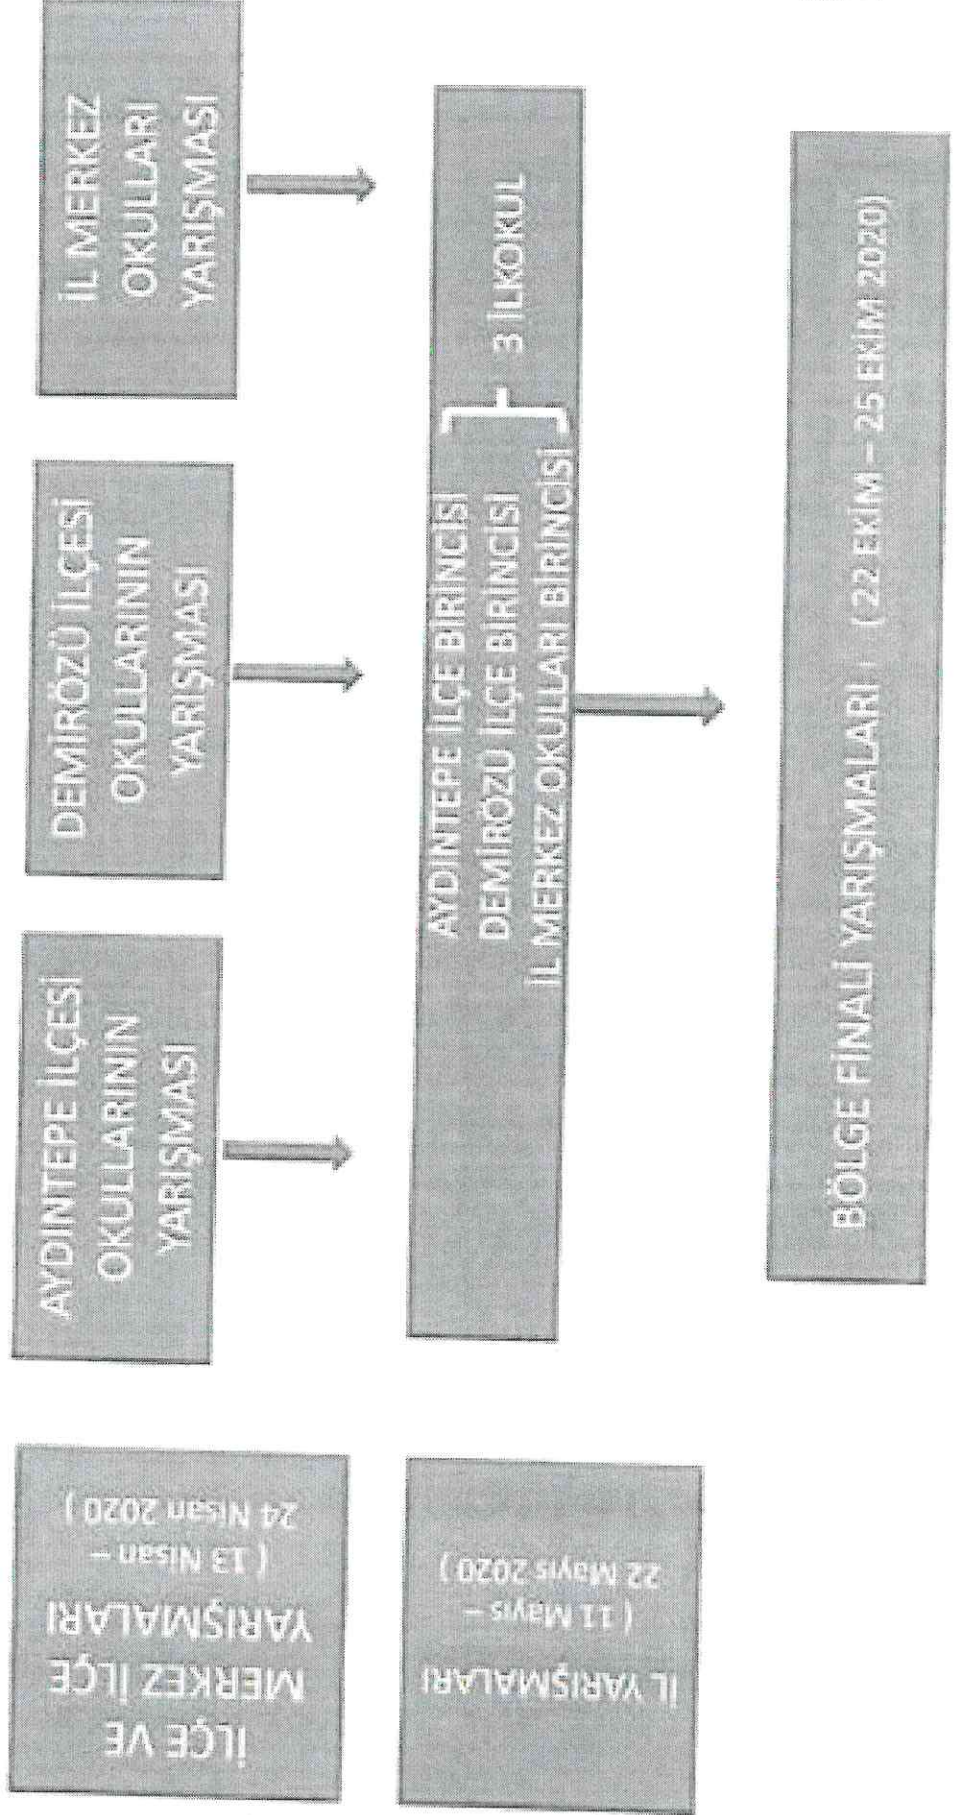 İLÇE VE
MERKEZ İLÇE
YARIŞMALARI
( 13 Nisan –
24 Nisan 2020 )
AYDINTEPE İLÇESİ
OKULLARININ
YARIŞMASI
DEMİRÖZÜ İLÇESİ
OKULLARININ
YARIŞMASI
İL MERKEZ
OKULLARI
YARIŞMASI
İL YARIŞMALARI
( 11 Mayıs –
22 Mayıs 2020 )
AYDINTEPE İLÇE BİRİNCİSİ
DEMİRÖZÜ İLÇE BİRİNCİSİ
İL MERKEZ OKULLARI BİRİNCİSİ
3 İLKOKUL
BÖLGE FİNALİ YARIŞMALARI : ( 22 EKİM – 25 EKİM 2020)